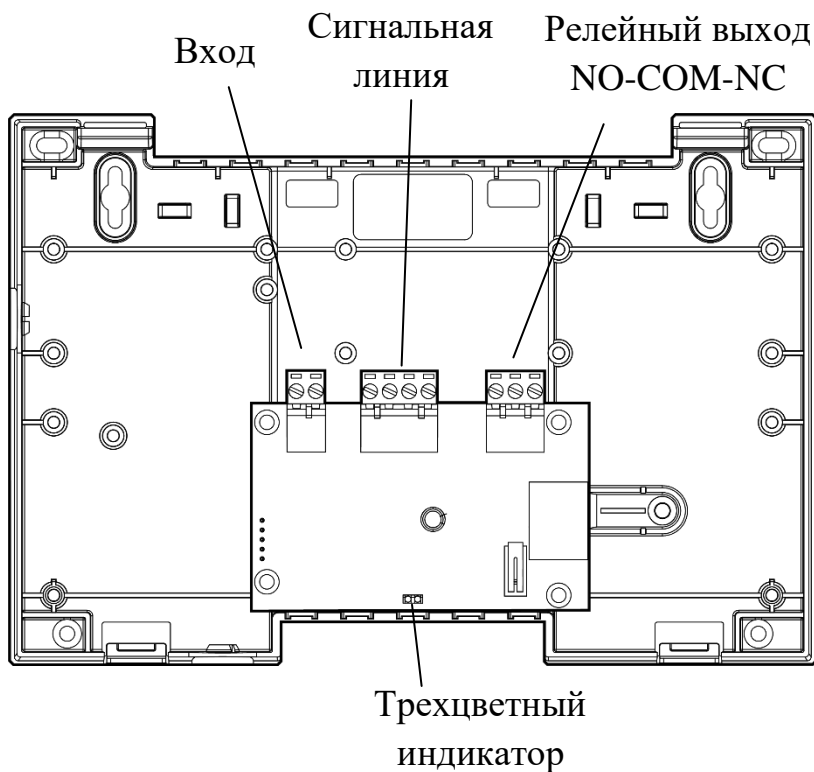 Вход
Сигнальная
линия
Релейный выход
NO-COM-NC
Трехцветный
индикатор